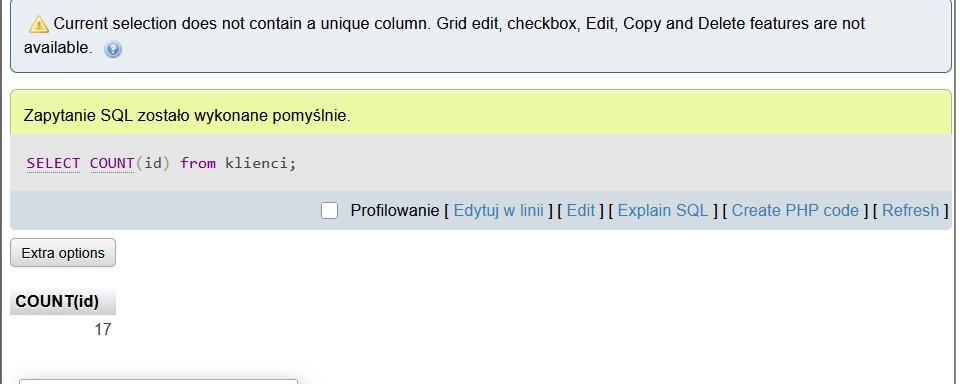 Current selection does not contain a unique column. Grid edit, checkbox, Edit, Copy and Delete features are not
available.
Zapytanie SQL zostało wykonane pomyślnie.
SELECT COUNT(id) from klienci;
Profilowanie [ Edytuj w linii ] [ Edit ] [ Explain SQL ] [ Create PHP code ] [ Refresh ]
Extra options
COUNT(id)
17